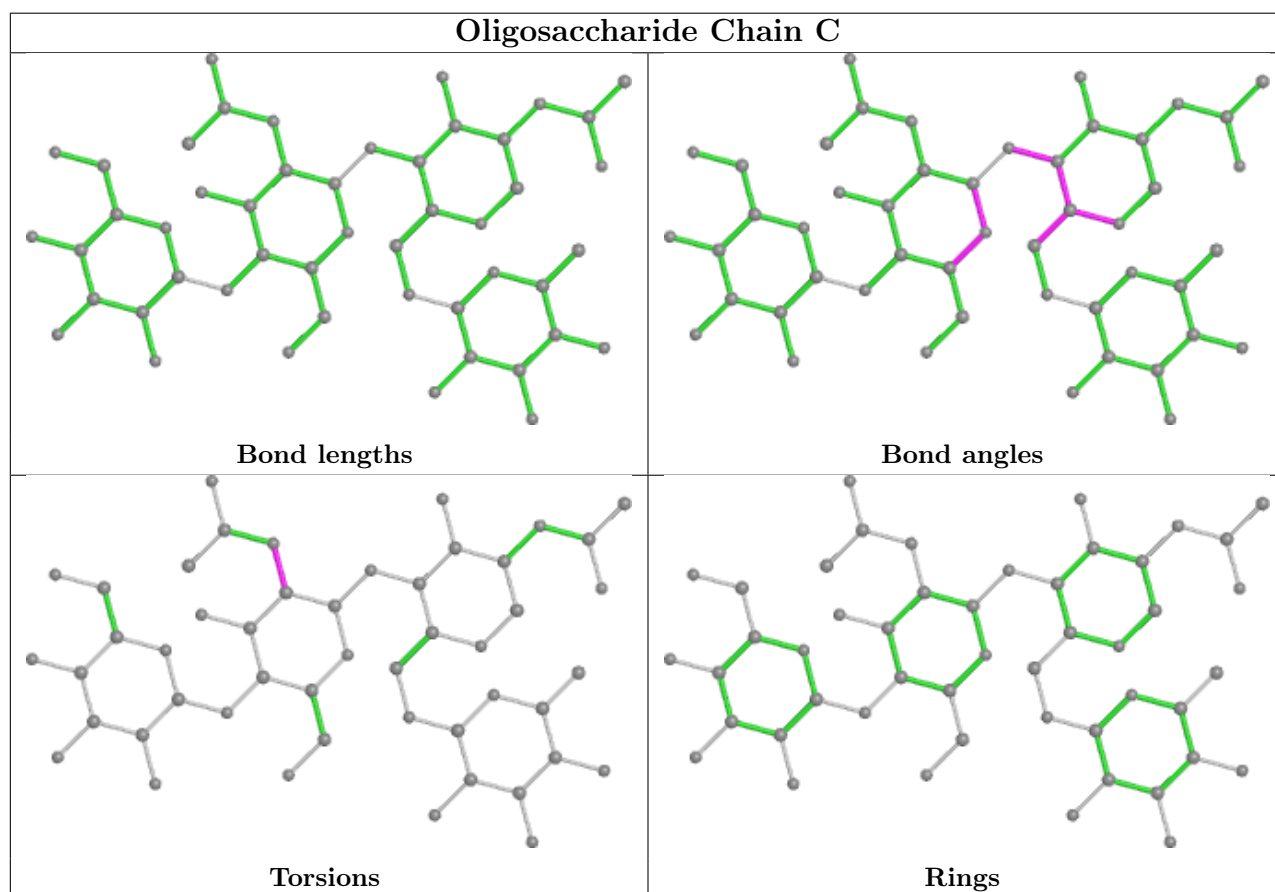 Oligosaccharide Chain C
Bond lengths
Bond angles
Torsions
Rings